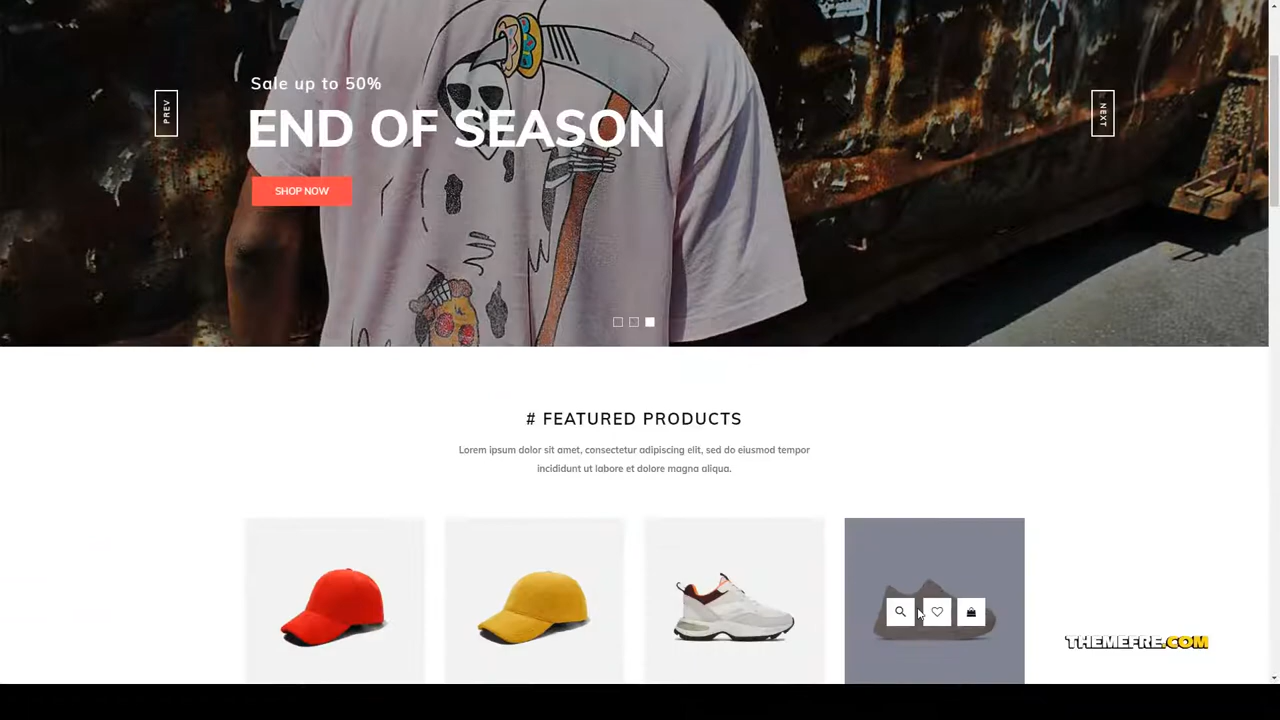 Sale up to 50%
PREV
END OF SEASON
NEXT
SHOP NOW
# FEATURED PRODUCTS
Lorem ipsum dolor sit amet, consectetur adipiscing elit, sed do eiusmod tempor
incididunt ut labore et dolore magna aliqua.
THEMEFRE.COM